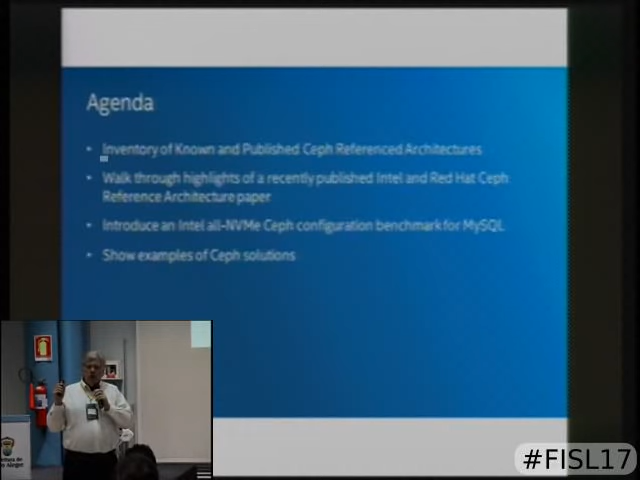 Agenda
• Inventory of Known and Published Ceph Referenced Architectures
• Walk through highlights of a recently published Intel and Red Hat Ceph
Reference Architecture paper
• Introduce an Intel all-NVMe Ceph configuration benchmark for MySQL
• Show examples of Ceph solutions
#FISL17